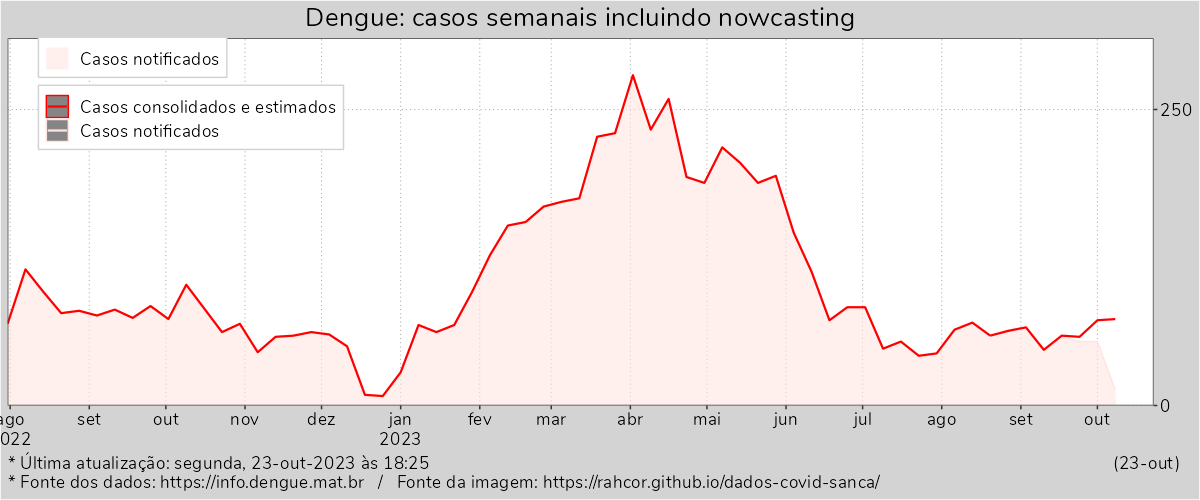 Dengue: casos semanais incluindo nowcasting
Casos notificados
Casos consolidados e estimados
Casos notificados
250
0
ago set out nov dez jan fev mar abr mai jun jul ago set out
2022 2023
* Última atualização: segunda, 23-out-2023 às 18:25 (23-out)
* Fonte dos dados: https://info.dengue.mat.br / Fonte da imagem: https://rahcor.github.io/dados-covid-sanca/